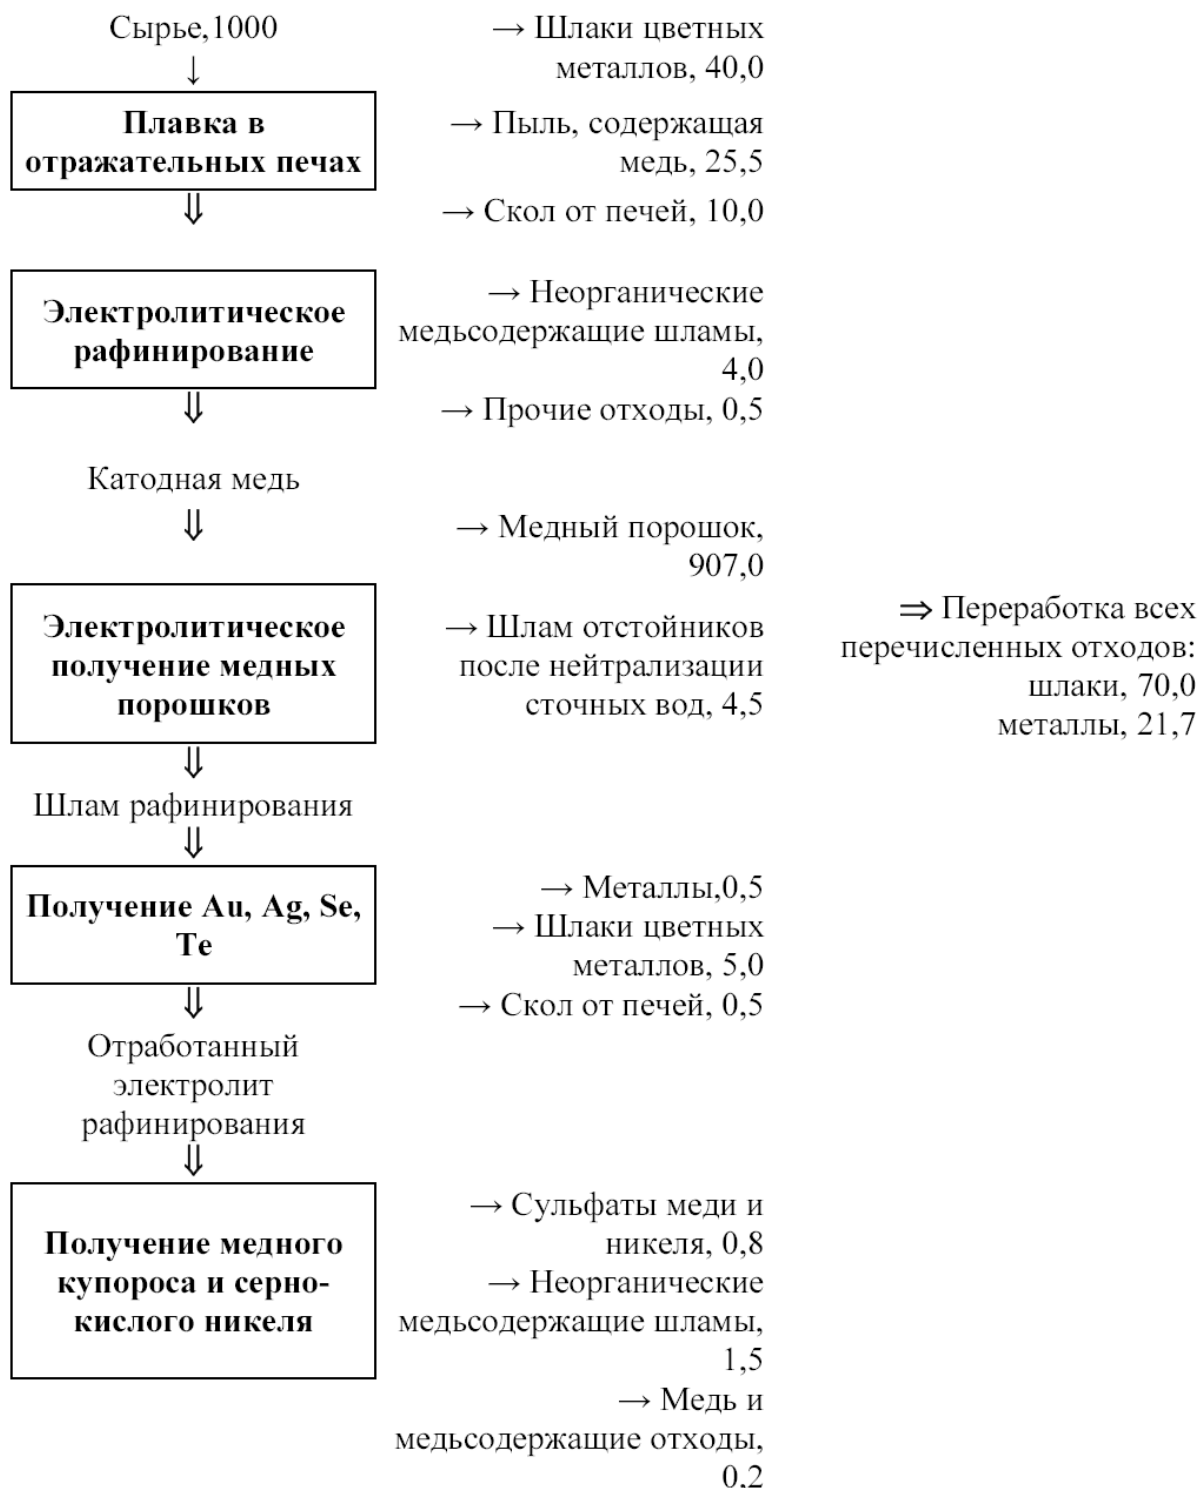 Сырье,1000
↓
Плавка в
отражательных печах
⇓
→ Шлаки цветных
металлов, 40,0
→ Пыль, содержащая
медь, 25,5
→ Скол от печей, 10,0
Электролитическое
рафинирование
⇓
→ Неорганические
медьсодержащие шламы,
4,0
→ Прочие отходы, 0,5
Катодная медь
⇓
Электролитическое
получение медных
порошков
⇓
→ Медный порошок,
907,0
→ Шлам отстойников
после нейтрализации
сточных вод, 4,5
⇒ Переработка всех
перечисленных отходов:
шлаки, 70,0
металлы, 21,7
Шлам рафинирования
⇓
Получение Au, Ag, Se,
Te
⇓
→ Металлы,0,5
→ Шлаки цветных
металлов, 5,0
→ Скол от печей, 0,5
Отработанный
электролит
рафинирования
⇓
Получение медного
купороса и серно-
кислого никеля
→ Сульфаты меди и
никеля, 0,8
→ Неорганические
медьсодержащие шламы,
1,5
→ Медь и
медьсодержащие отходы,
0,2